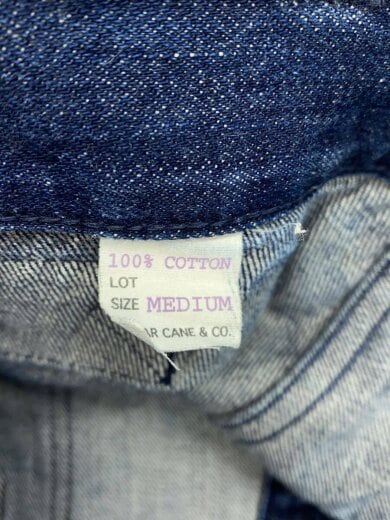 100% COTTON
LOT
SIZE MEDIUM
AR CANE & CO.